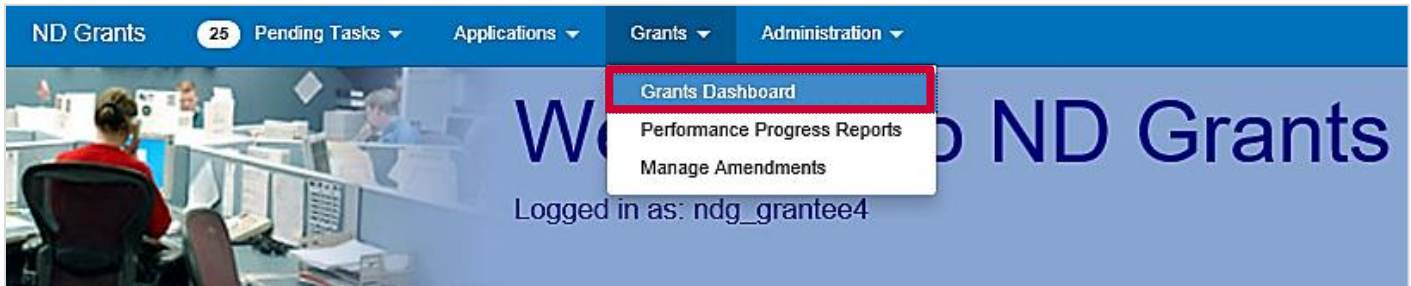 ND Grants 25 Pending Tasks Applications Grants Administration
Grants Dashboard
Performance Progress Reports
Manage Amendments
We o ND Grants
Logged in as: ndg_grantee4